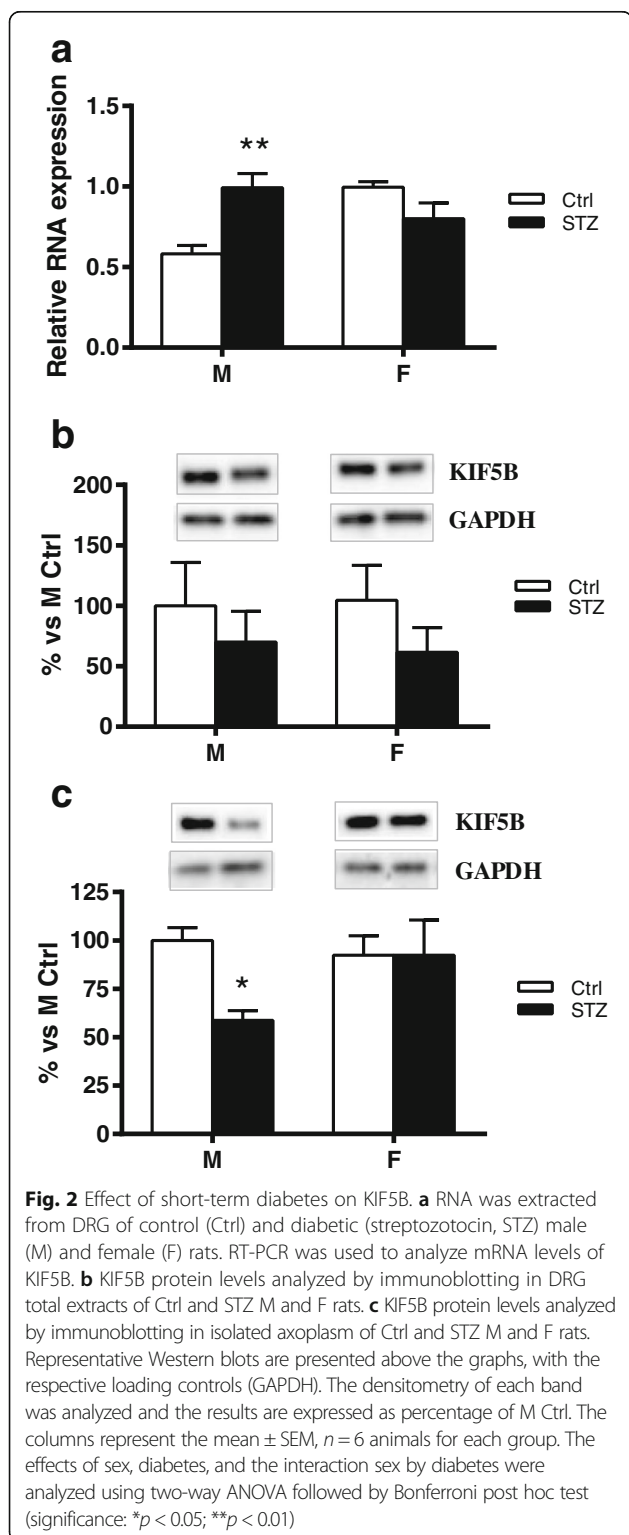 a
Relative RNA expression
1.5
1.0
0.5
0.0
**
M
F
Ctrl
STZ
b
KIF5B
GAPDH
% vs M Ctrl
200
150
100
50
0
M
F
Ctrl
STZ
c
KIF5B
GAPDH
% vs M Ctrl
125
100
75
50
25
0
*
M
F
Ctrl
STZ
Fig. 2 Effect of short-term diabetes on KIF5B. a RNA was extracted
from DRG of control (Ctrl) and diabetic (streptozotocin, STZ) male
(M) and female (F) rats. RT-PCR was used to analyze mRNA levels of
KIF5B. b KIF5B protein levels analyzed by immunoblotting in DRG
total extracts of Ctrl and STZ M and F rats. c KIF5B protein levels analyzed
by immunoblotting in isolated axoplasm of Ctrl and STZ M and F rats.
Representative Western blots are presented above the graphs, with the
respective loading controls (GAPDH). The densitometry of each band
was analyzed and the results are expressed as percentage of M Ctrl. The
columns represent the mean ± SEM, n = 6 animals for each group. The
effects of sex, diabetes, and the interaction sex by diabetes were
analyzed using two-way ANOVA followed by Bonferroni post hoc test
(significance: *p < 0.05; **p < 0.01)